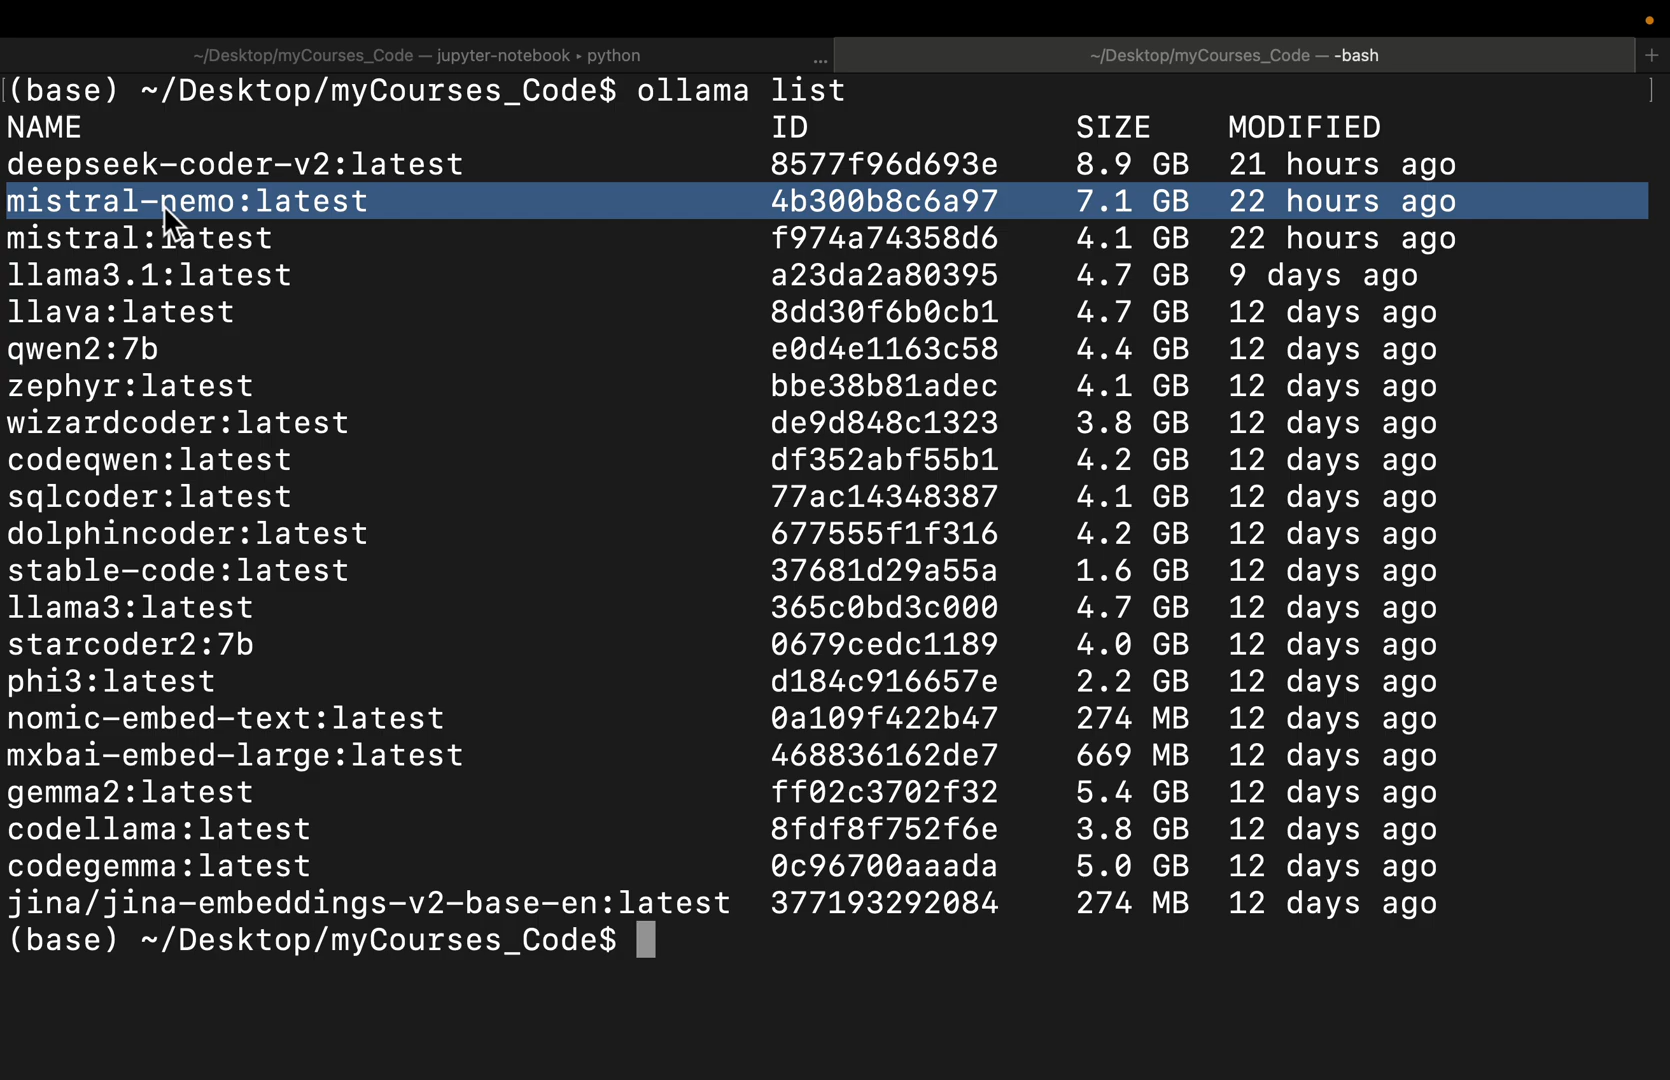 ~/Desktop/myCourses_Code — jupyter-notebook ▸ python ... ~/Desktop/myCourses_Code — -bash +
(base) ~/Desktop/myCourses_Code$ ollama list
NAME ID SIZE MODIFIED
deepseek-coder-v2:latest 8577f96d693e 8.9 GB 21 hours ago
mistral-nemo:latest 4b300b8c6a97 7.1 GB 22 hours ago
mistral:latest f974a74358d6 4.1 GB 22 hours ago
llama3.1:latest a23da2a80395 4.7 GB 9 days ago
llava:latest 8dd30f6b0cb1 4.7 GB 12 days ago
qwen2:7b e0d4e1163c58 4.4 GB 12 days ago
zephyr:latest bbe38b81adec 4.1 GB 12 days ago
wizardcoder:latest de9d848c1323 3.8 GB 12 days ago
codeqwen:latest df352abf55b1 4.2 GB 12 days ago
sqlcoder:latest 77ac14348387 4.1 GB 12 days ago
dolphincoder:latest 677555f1f316 4.2 GB 12 days ago
stable-code:latest 37681d29a55a 1.6 GB 12 days ago
llama3:latest 365c0bd3c000 4.7 GB 12 days ago
starcoder2:7b 0679cedc1189 4.0 GB 12 days ago
phi3:latest d184c916657e 2.2 GB 12 days ago
nomic-embed-text:latest 0a109f422b47 274 MB 12 days ago
mxbai-embed-large:latest 468836162de7 669 MB 12 days ago
gemma2:latest ff02c3702f32 5.4 GB 12 days ago
codellama:latest 8fdf8f752f6e 3.8 GB 12 days ago
codegemma:latest 0c96700aaada 5.0 GB 12 days ago
jina/jina-embeddings-v2-base-en:latest 377193292084 274 MB 12 days ago
(base) ~/Desktop/myCourses_Code$